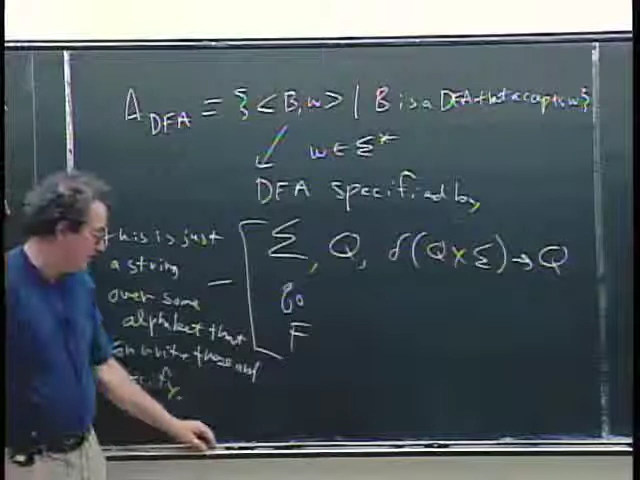 A_DFA = {<B,w> | B is a DFA that accepts w}
w ∈ Σ*
DFA specified by
Σ, Q, δ(Q×Σ)→Q
q₀
F
This is just
a string
over some
alphabet that